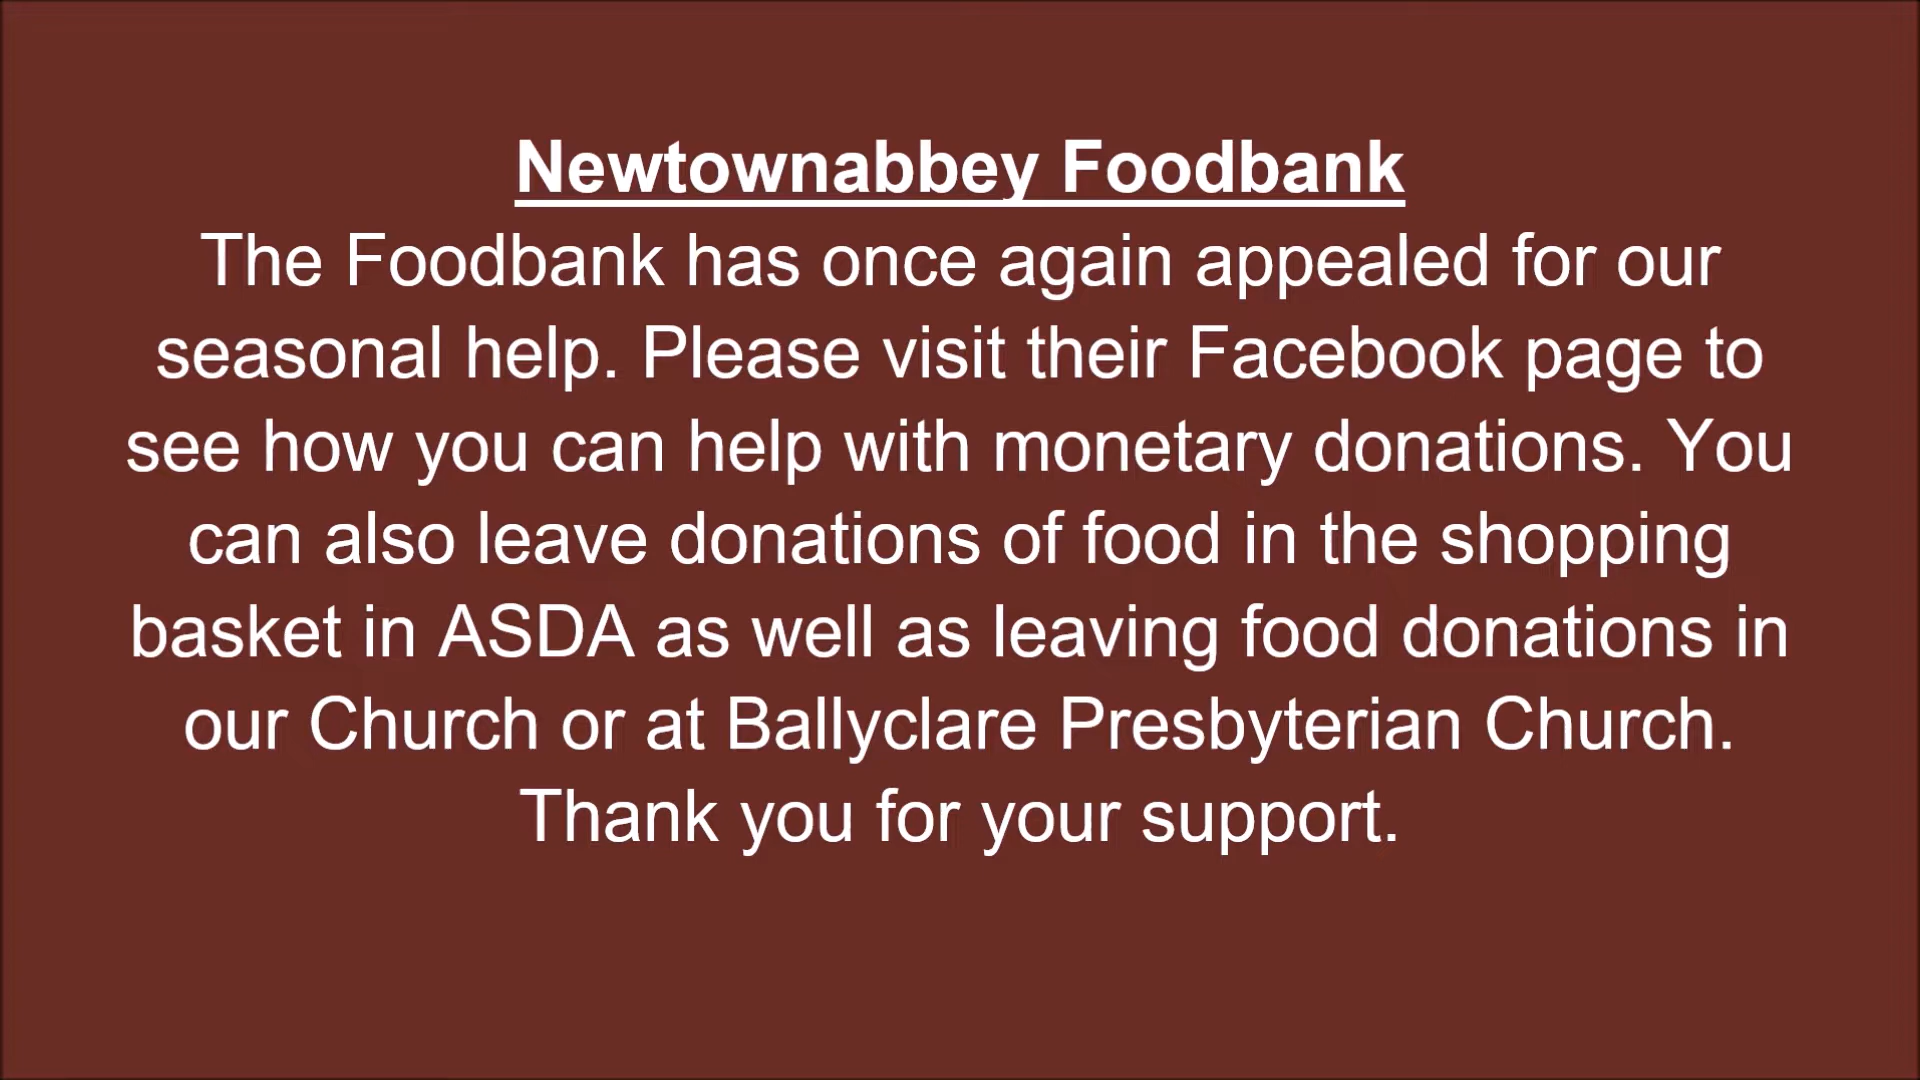 Newtownabbey Foodbank
The Foodbank has once again appealed for our
seasonal help. Please visit their Facebook page to
see how you can help with monetary donations. You
can also leave donations of food in the shopping
basket in ASDA as well as leaving food donations in
our Church or at Ballyclare Presbyterian Church.
Thank you for your support.